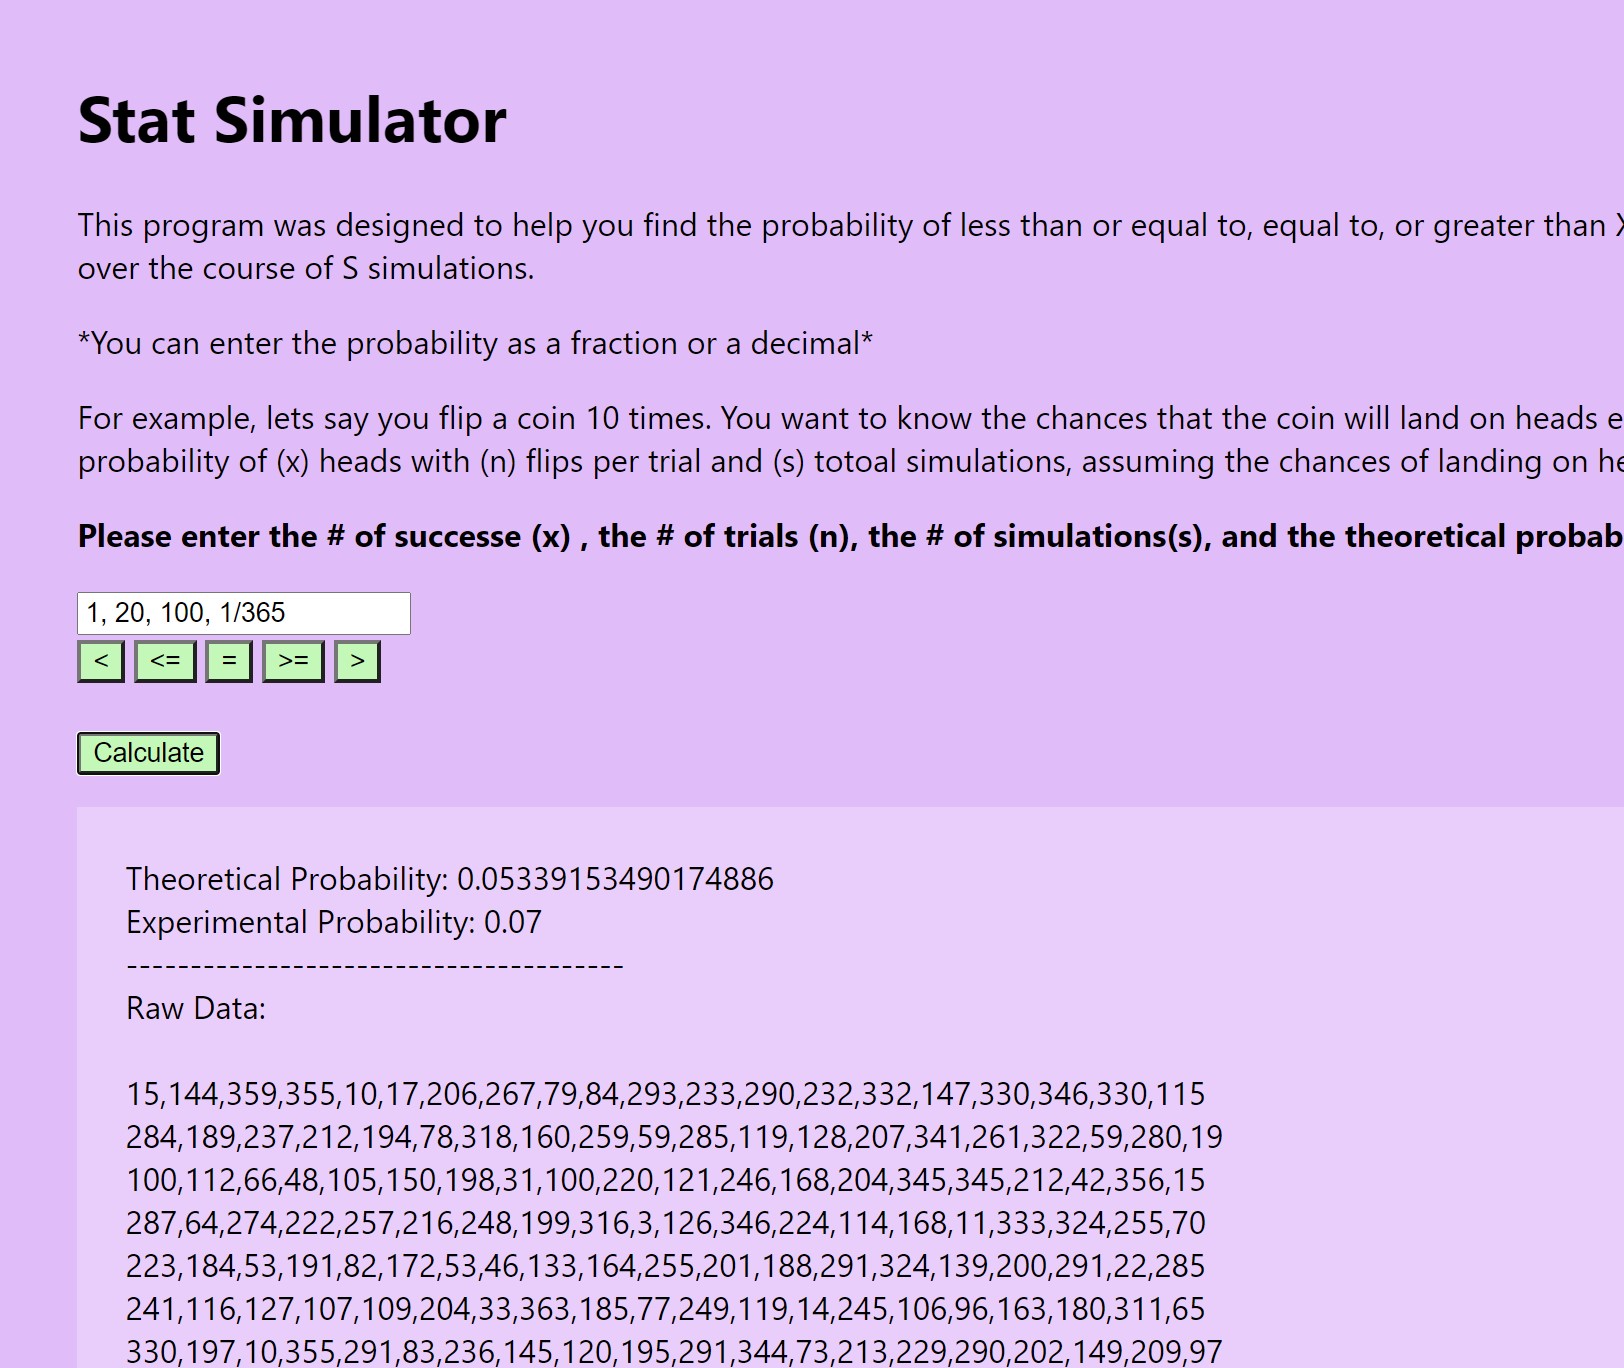 Stat Simulator
This program was designed to help you find the probability of less than or equal to, equal to, or greater than X
over the course of S simulations.
*You can enter the probability as a fraction or a decimal*
For example, lets say you flip a coin 10 times. You want to know the chances that the coin will land on heads e
probability of (x) heads with (n) flips per trial and (s) totoal simulations, assuming the chances of landing on he
Please enter the # of successe (x) , the # of trials (n), the # of simulations(s), and the theoretical probab
1, 20, 100, 1/365
< <= = >= >
Calculate
Theoretical Probability: 0.05339153490174886
Experimental Probability: 0.07
---------------------------------------
Raw Data:
15,144,359,355,10,17,206,267,79,84,293,233,290,232,332,147,330,346,330,115
284,189,237,212,194,78,318,160,259,59,285,119,128,207,341,261,322,59,280,19
100,112,66,48,105,150,198,31,100,220,121,246,168,204,345,345,212,42,356,15
287,64,274,222,257,216,248,199,316,3,126,346,224,114,168,11,333,324,255,70
223,184,53,191,82,172,53,46,133,164,255,201,188,291,324,139,200,291,22,285
241,116,127,107,109,204,33,363,185,77,249,119,14,245,106,96,163,180,311,65
330,197,10,355,291,83,236,145,120,195,291,344,73,213,229,290,202,149,209,97